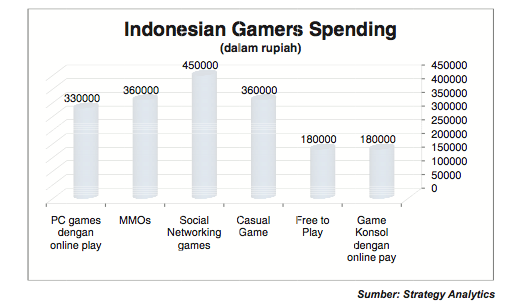 Indonesian Gamers Spending
(dalam rupiah)
450000
360000
360000
330000
180000
180000
450000
400000
350000
300000
250000
200000
150000
100000
50000
0
PC games
dengan
online play
MMOs
Social
Networking
games
Casual
Game
Free to
Play
Game
Konsol
dengan
online pay
Sumber: Strategy Analytics